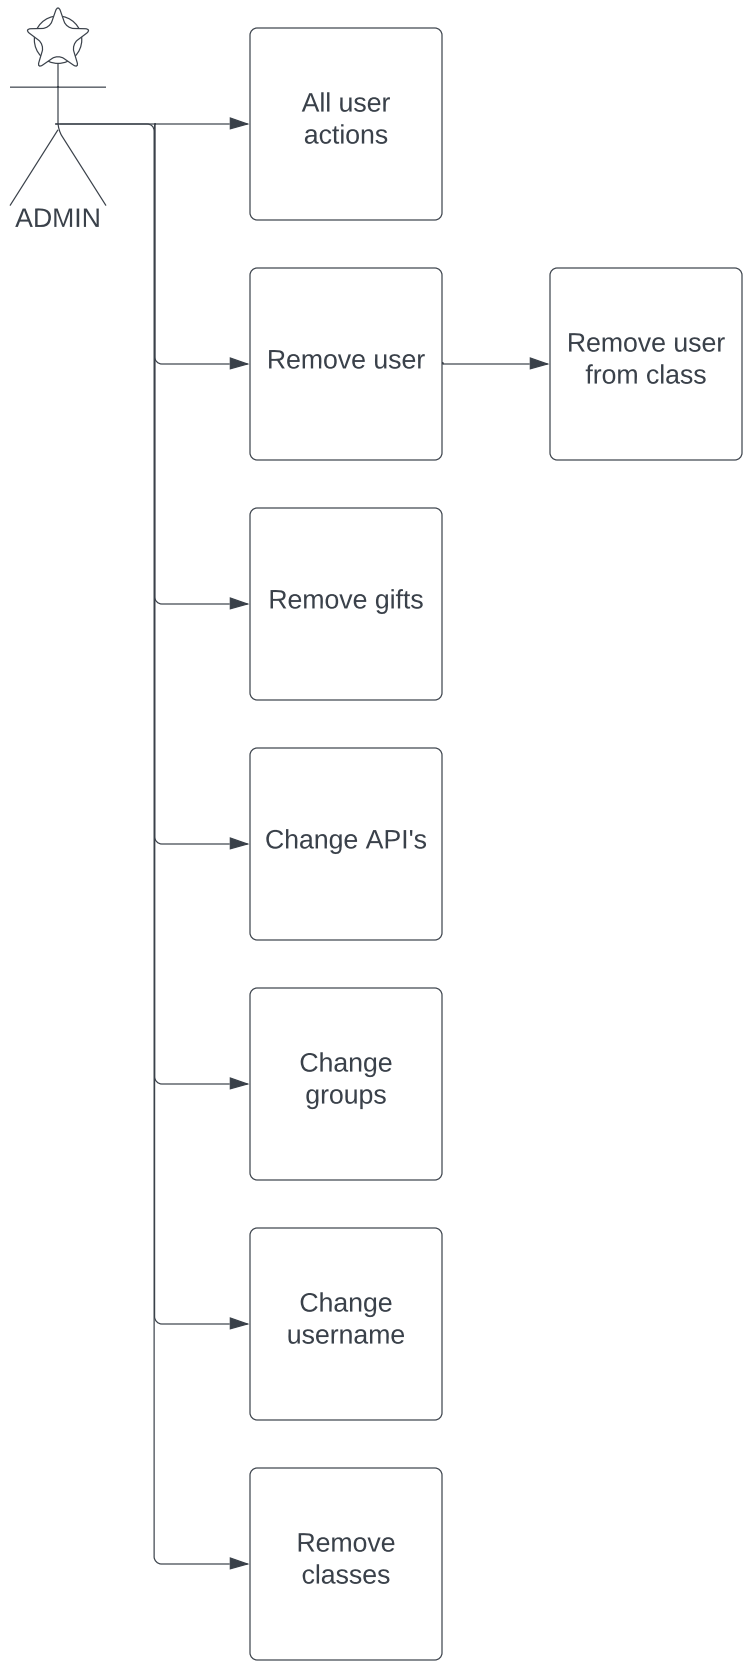 ADMIN
All user
actions
Remove user
Remove user
from class
Remove gifts
Change API's
Change
groups
Change
username
Remove
classes